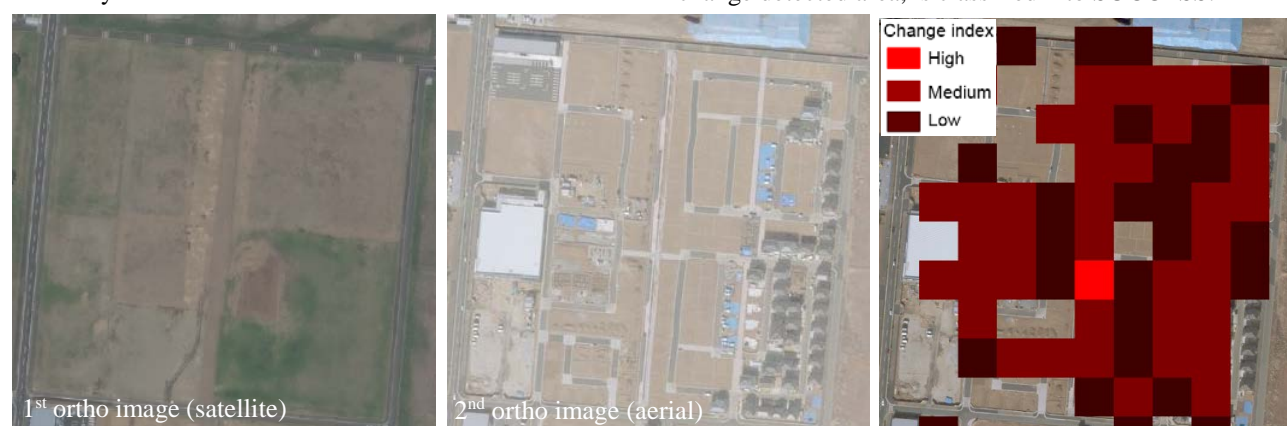 1st ortho image (satellite)
2nd ortho image (aerial)
Change index
High
Medium
Low